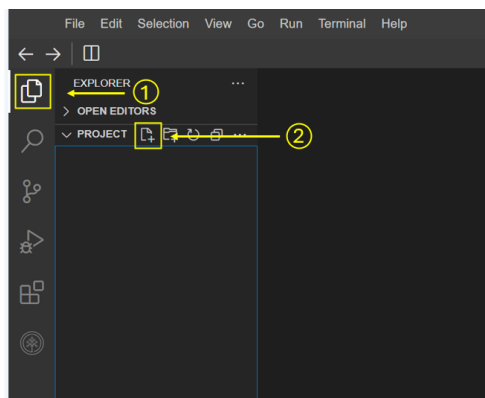 File Edit Selection View Go Run Terminal Help
EXPLORER
1
OPEN EDITORS
PROJECT
2